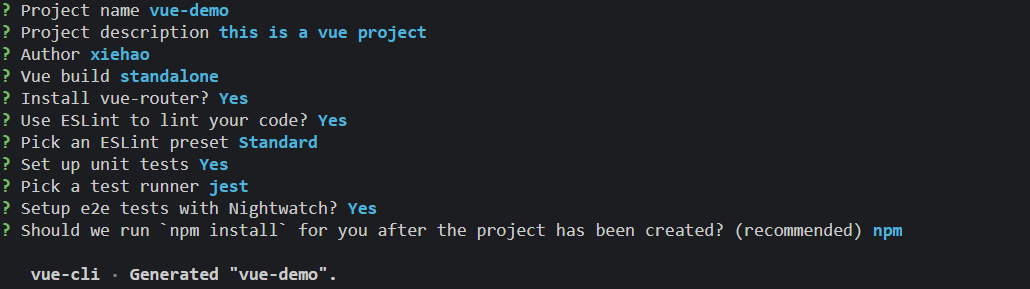 ? Project name vue-demo
? Project description this is a vue project
? Author xiehao
? Vue build standalone
? Install vue-router? Yes
? Use ESLint to lint your code? Yes
? Pick an ESLint preset Standard
? Set up unit tests Yes
? Pick a test runner jest
? Setup e2e tests with Nightwatch? Yes
? Should we run `npm install` for you after the project has been created? (recommended) npm
vue-cli · Generated "vue-demo".